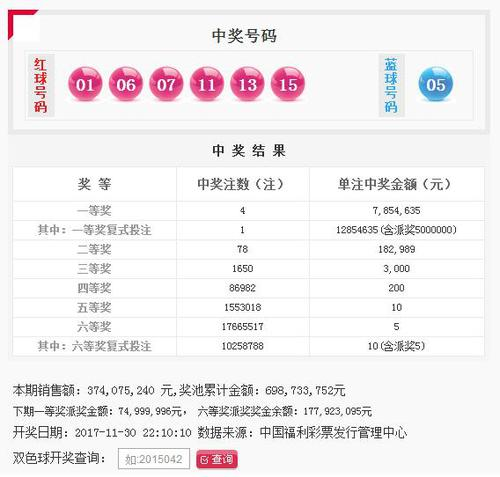 中奖号码
红球号码 01 06 07 11 13 15 蓝球号码 05
中 奖 结 果
奖 等 中奖注数（注） 单注中奖金额（元）
一等奖 4 7,854,635
其中：一等奖复式投注 1 12854635(含派奖5000000)
二等奖 78 182,989
三等奖 1650 3,000
四等奖 86982 200
五等奖 1553018 10
六等奖 17665517 5
其中：六等奖复式投注 10258788 10(含派奖5)
本期销售额：374,075,240 元,奖池累计金额：698,733,752元
下期一等奖派奖金额：74,999,996元，六等奖派奖奖金余额：177,923,095元
开奖日期：2017-11-30 22:10:10 数据来源：中国福利彩票发行管理中心
双色球开奖查询： 如:2015042 查询